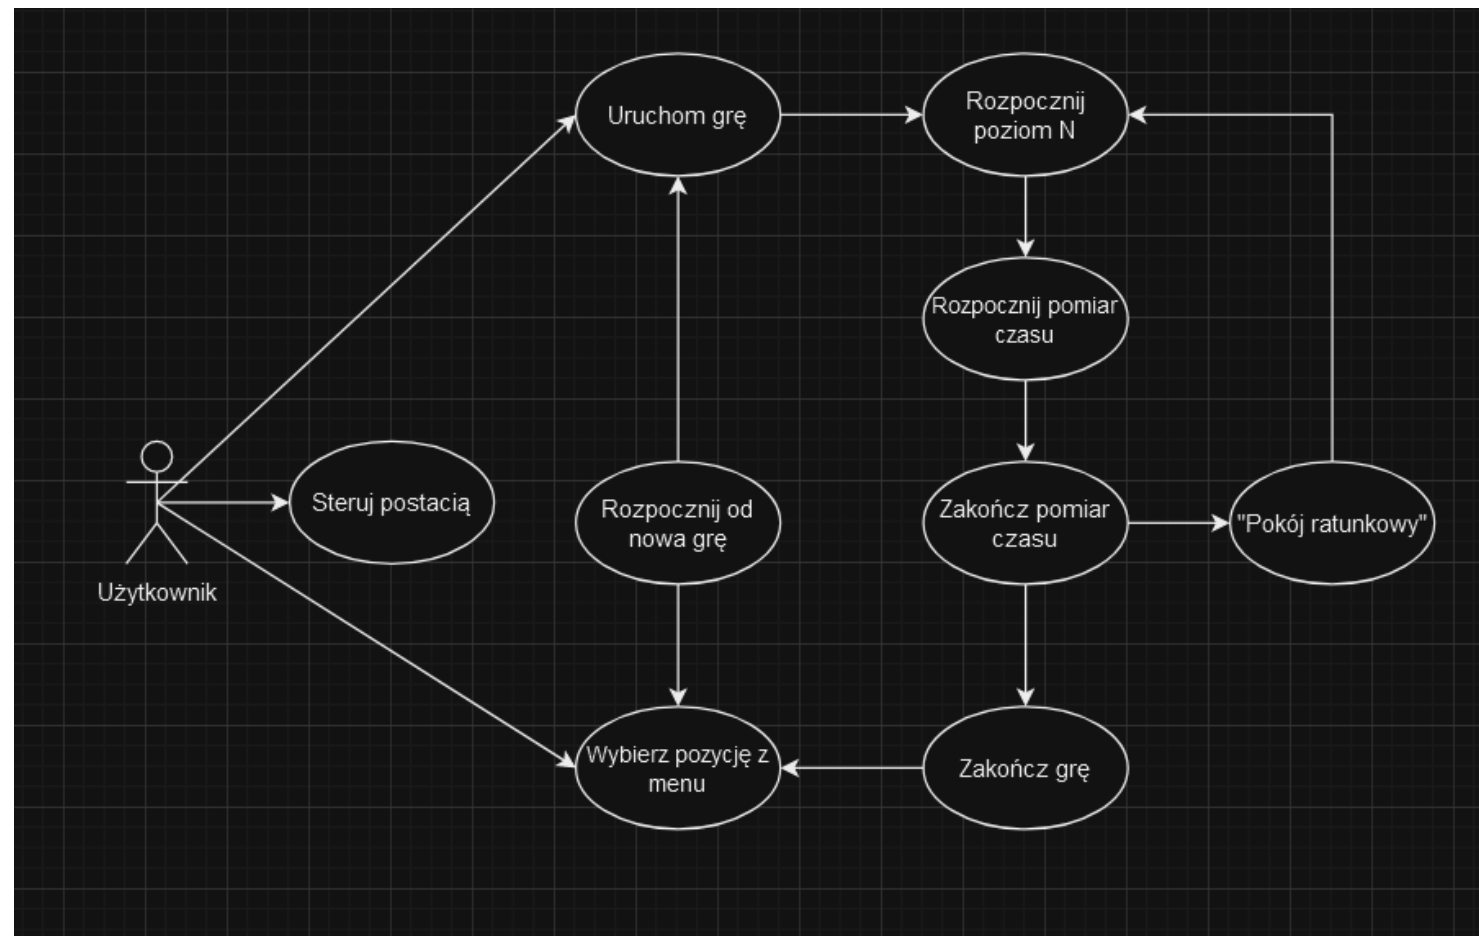 Uruchom grę
Rozpocznij
poziom N
Rozpocznij pomiar
czasu
Steruj postacią
Rozpocznij od
nowa grę
Zakończ pomiar
czasu
"Pokój ratunkowy"
Użytkownik
Wybierz pozycję z
menu
Zakończ grę